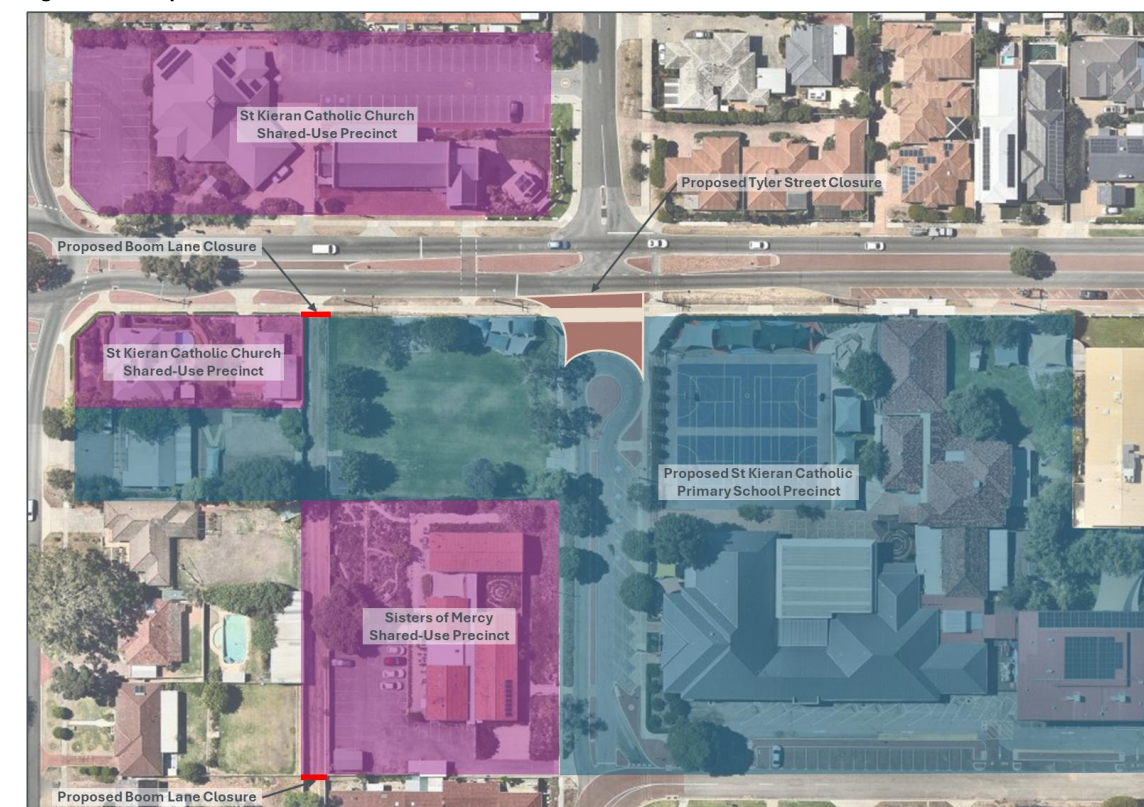 St Kieran Catholic Church
Shared-Use Precinct
Proposed Tyler Street Closure
Proposed Boom Lane Closure
St Kieran Catholic Church
Shared-Use Precinct
Proposed St Kieran Catholic
Primary School Precinct
Sisters of Mercy
Shared-Use Precinct
Proposed Boom Lane Closure